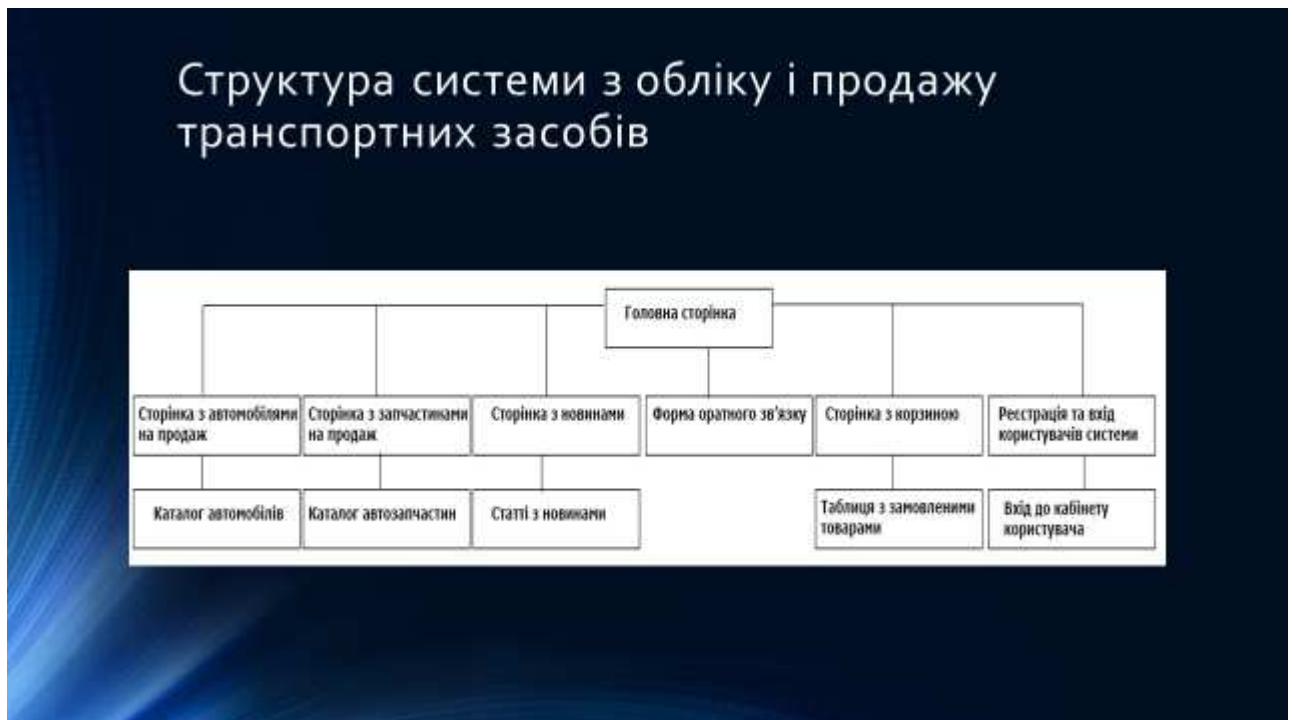 Структура системи з обліку і продажу
транспортних засобів
Головна сторінка
Сторінка з автомобілями
на продаж
Сторінка з запчастинами
на продаж
Сторінка з новинами
Форма оратного зв'язку
Сторінка з корзиною
Реєстрація та вхід
користувачів системи
Каталог автомобілів
Каталог автозапчастин
Статті з новинами
Таблиця з замовленими
товарами
Вхід до кабінету
користувача